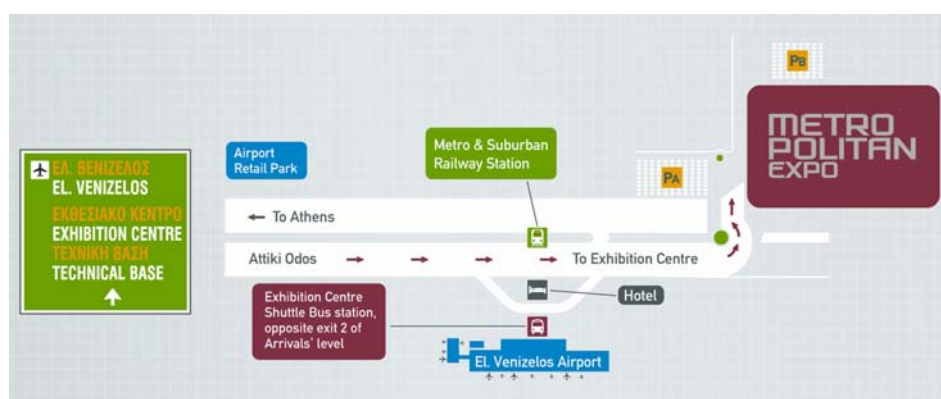 ΕΛ. ΒΕΝΙΖΕΛΟΣ
EL. VENIZELOS
ΕΚΘΕΣΙΑΚΟ ΚΕΝΤΡΟ
EXHIBITION CENTRE
ΤΕΧΝΙΚΗ ΒΑΣΗ
TECHNICAL BASE
Airport
Retail Park
Metro & Suburban
Railway Station
PA
PB
METRO
POLITAN
EXPO
To Athens
Attiki Odos
To Exhibition Centre
Hotel
Exhibition Centre
Shuttle Bus station,
opposite exit 2 of
Arrivals' level
El. Venizelos Airport